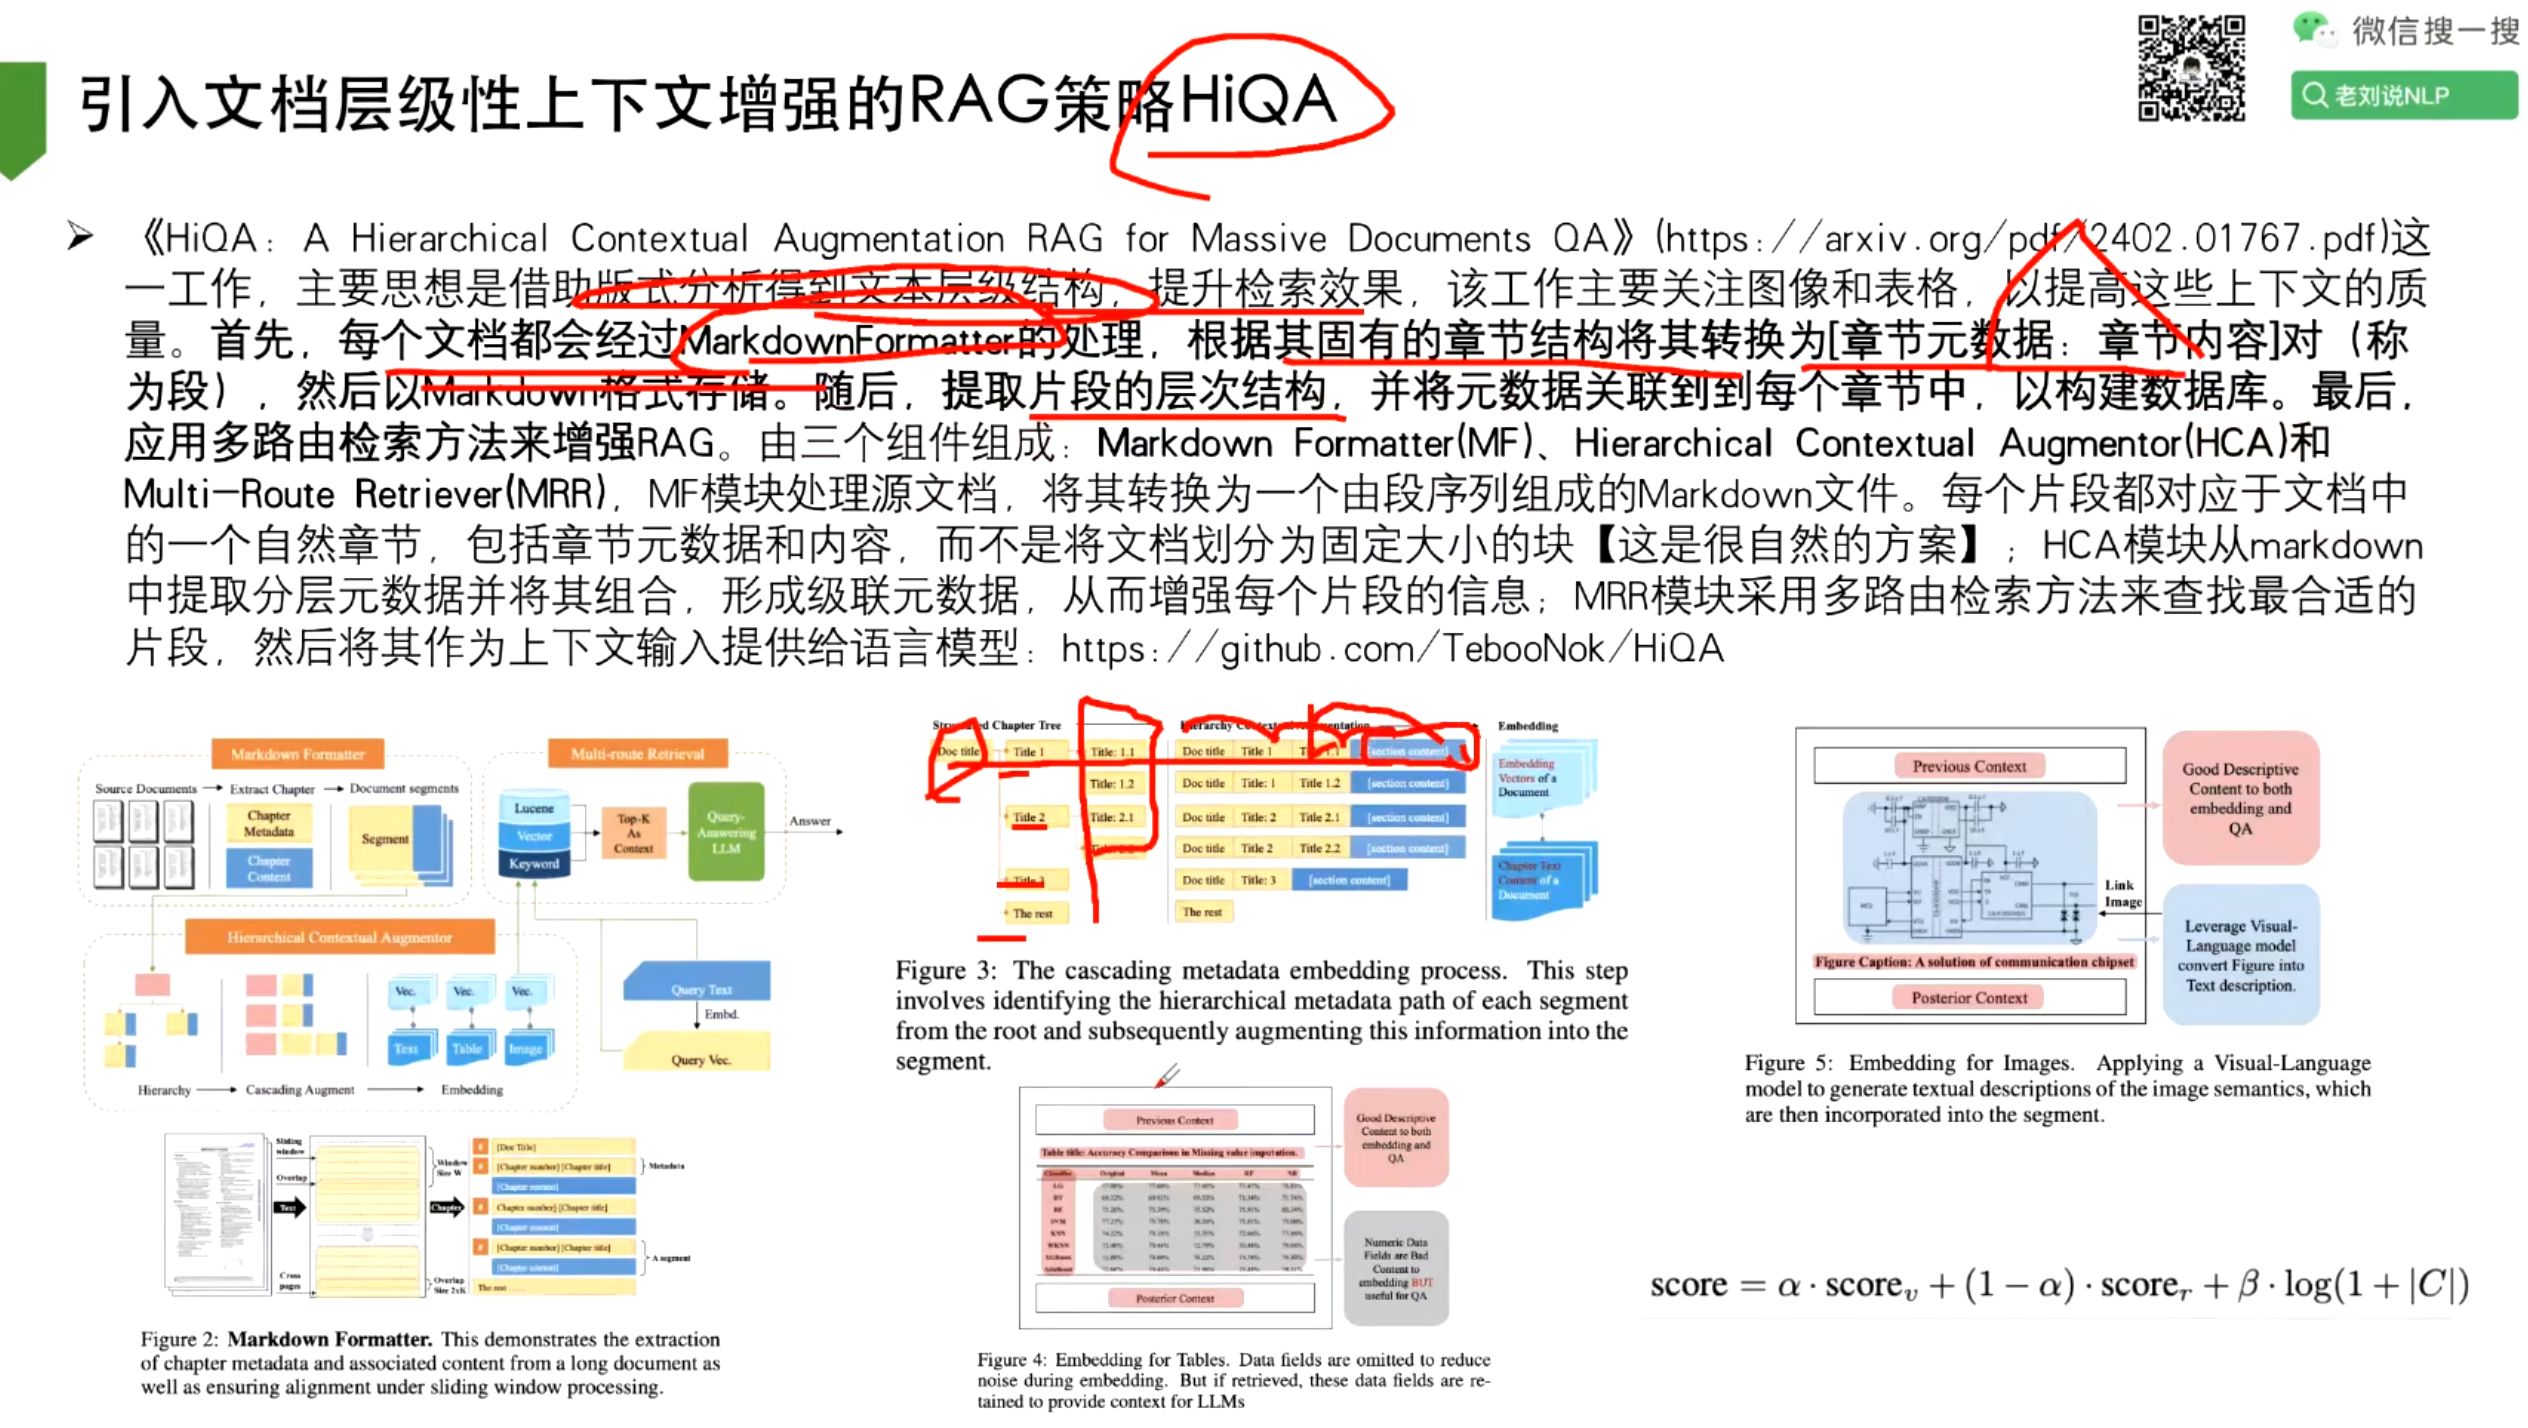 微信搜一搜
老刘说NLP
引入文档层级性上下文增强的RAG策略HiQA
《HiQA: A Hierarchical Contextual Augmentation RAG for Massive Documents QA》(https://arxiv.org/pdf/2402.01767.pdf)这
一工作，主要思想是借助版式分析得到文本层级结构，提升检索效果，该工作主要关注图像和表格，以提高这些上下文的质
量。首先，每个文档都会经过MarkdownFormatter的处理，根据其固有的章节结构将其转换为[章节元数据：章节内容]对（称
为段），然后以Markdown格式存储。随后，提取片段的层次结构，并将元数据关联到到每个章节中，以构建数据库。最后，
应用多路由检索方法来增强RAG。由三个组件组成：Markdown Formatter(MF)、Hierarchical Contextual Augmentor(HCA)和
Multi-Route Retriever(MRR)，MF模块处理源文档，将其转换为一个由段序列组成的Markdown文件。每个片段都对应于文档中
的一个自然章节，包括章节元数据和内容，而不是将文档划分为固定大小的块【这是很自然的方案】；HCA模块从markdown
中提取分层元数据并将其组合，形成级联元数据，从而增强每个片段的信息；MRR模块采用多路由检索方法来查找最合适的
片段，然后将其作为上下文输入提供给语言模型：https://github.com/TebooNok/HiQA
Markdown Formatter
Source Documents
Extract Chapter
Document segments
Chapter
Metadata
Chapter
Content
Segment
Multi-route Retrieval
Lucene
Vector
Keyword
Top-K
As
Context
Query-
Answering
LLM
Answer
Hierarchical Contextual Augmentor
Vec.
Vec.
Vec.
Text
Table
Image
Hierarchy
Cascading Augment
Embedding
Query Text
Embd.
Query Vec.
Sliding
window
Overlap
Text
Cross
pages
Window
Size W
Chapter
Overlap
Size 2xK
# [Doc Title]
# [Chapter number] [Chapter title]
[Chapter content]
# Chapter number] [Chapter title]
[Chapter content]
# [Chapter number] [Chapter title]
[Chapter content]
The rest ......
Metadata
A segment
Figure 2: Markdown Formatter. This demonstrates the extraction
of chapter metadata and associated content from a long document as
well as ensuring alignment under sliding window processing.
Structured Chapter Tree
Hierarchy Contextual Augmentation
Embedding
Doc title
Title 1
Title: 1.1
Title: 1.2
Title 2
Title: 2.1
Title 3
The rest
Doc title Title 1 Title 1.1 [section content]
Doc title Title: 1 Title 1.2 [section content]
Doc title Title: 2 Title 2.1 [section content]
Doc title Title 2 Title 2.2 [section content]
Doc title Title: 3 [section content]
The rest
Embedding
Vectors of a
Document
Chapter Text
Content of a
Document
Figure 3: The cascading metadata embedding process. This step
involves identifying the hierarchical metadata path of each segment
from the root and subsequently augmenting this information into the
segment.
Previous Context
Table title: Accuracy Comparison in Missing value imputation.
Classifier Original Mean Median RF NB
LG
DT
RF
SVM
KNN
WKNN
XGBoost
AdaBoost
Posterior Context
Good Descriptive
Content to both
embedding and
QA
Numeric Data
Fields are Bad
Content to
embedding BUT
useful for QA
Figure 4: Embedding for Tables. Data fields are omitted to reduce
noise during embedding. But if retrieved, these data fields are re-
tained to provide context for LLMs
Previous Context
Figure Caption: A solution of communication chipset
Posterior Context
Link
Image
Good Descriptive
Content to both
embedding and
QA
Leverage Visual-
Language model
convert Figure into
Text description.
Figure 5: Embedding for Images. Applying a Visual-Language
model to generate textual descriptions of the image semantics, which
are then incorporated into the segment.
score = α · score_v + (1 − α) · score_r + β · log(1 + |C|)